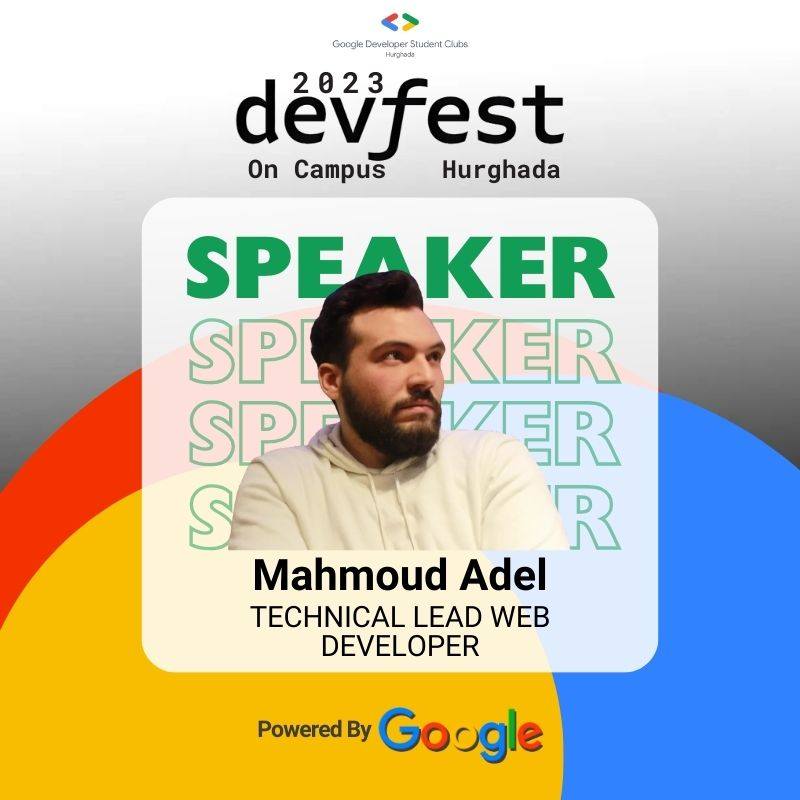 Google Developer Student Clubs
Hurghada
2023
devfest
On Campus Hurghada
SPEAKER
SPEAKER
SPEAKER
SPEAKER
Mahmoud Adel
TECHNICAL LEAD WEB
DEVELOPER
Powered By Google